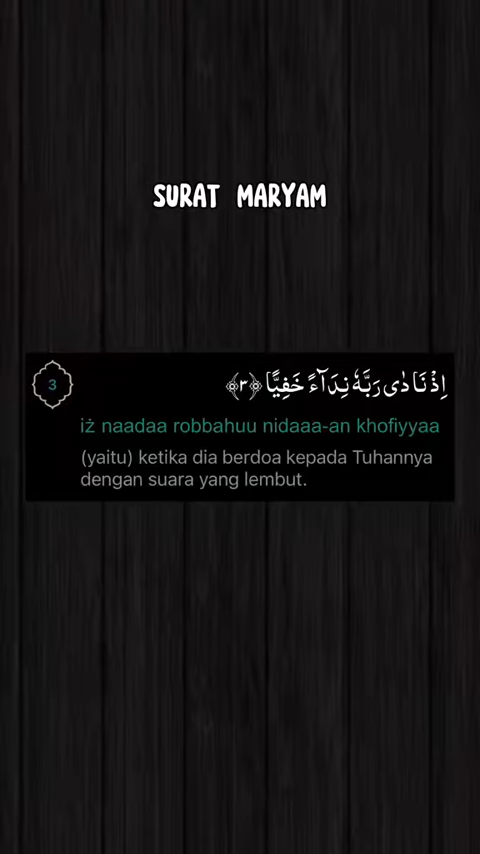 SURAT MARYAM
3
اِذْ نَادٰى رَبَّهٗ نِدَاۤءً خَفِيًّا ﴿٣﴾
iż naadaa robbahuu nidaaa-an khofiyyaa
(yaitu) ketika dia berdoa kepada Tuhannya
dengan suara yang lembut.